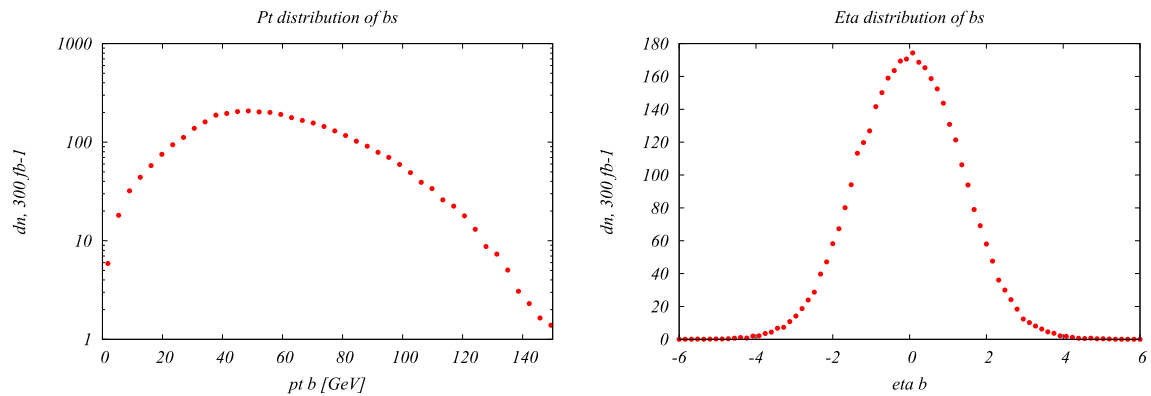 Pt distribution of bs
1000
100
10
1
dn, 300 fb-1
0 20 40 60 80 100 120 140
pt b [GeV]
Eta distribution of bs
180
160
140
120
100
80
60
40
20
0
dn, 300 fb-1
-6 -4 -2 0 2 4 6
eta b